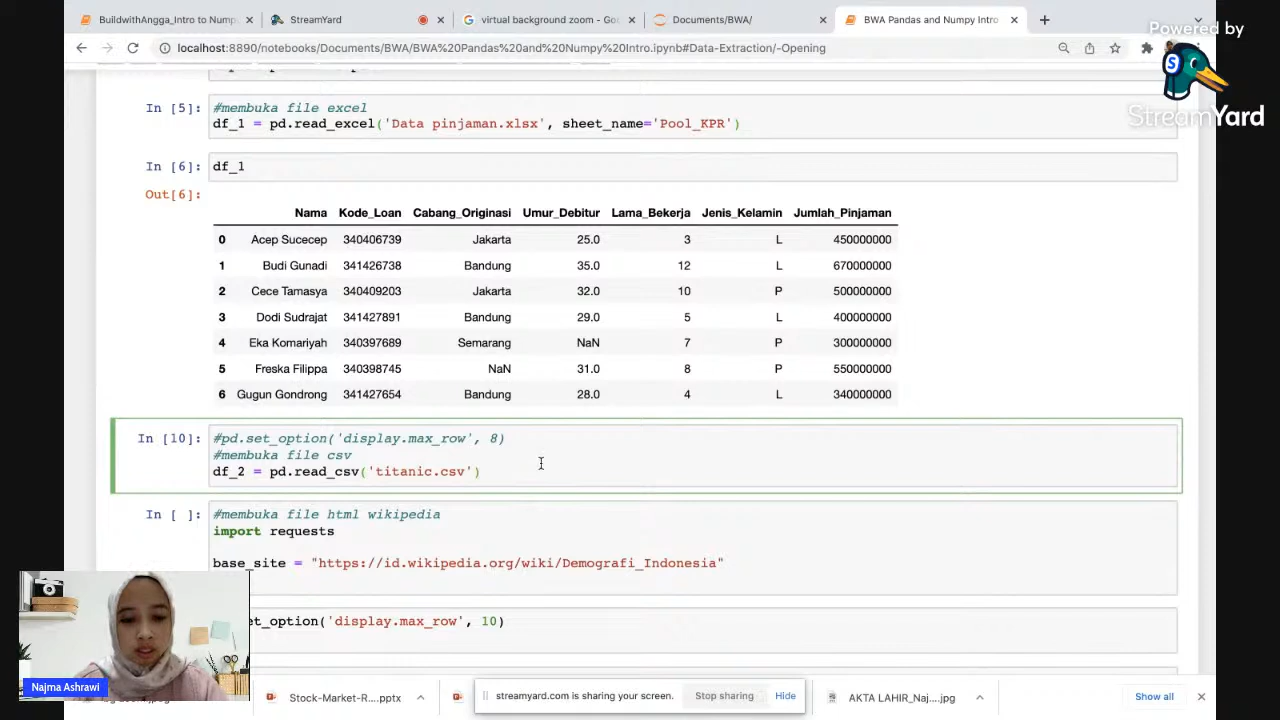 BuildwithAngga_Intro to Nump
StreamYard
virtual background zoom - Go
Documents/BWA/
BWA Pandas and Numpy Intro
localhost:8890/notebooks/Documents/BWA/BWA%20Pandas%20and%20Numpy%20Intro.ipynb#Data-Extraction/-Opening
Powered by
StreamYard
In [5]: #membuka file excel
df_1 = pd.read_excel('Data pinjaman.xlsx', sheet_name='Pool_KPR')
In [6]: df_1
Out[6]:
Nama Kode_Loan Cabang_Originasi Umur_Debitur Lama_Bekerja Jenis_Kelamin Jumlah_Pinjaman
0 Acep Sucecep 340406739 Jakarta 25.0 3 L 450000000
1 Budi Gunadi 341426738 Bandung 35.0 12 L 670000000
2 Cece Tamasya 340409203 Jakarta 32.0 10 P 500000000
3 Dodi Sudrajat 341427891 Bandung 29.0 5 L 400000000
4 Eka Komariyah 340397689 Semarang NaN 7 P 300000000
5 Freska Filippa 340398745 NaN 31.0 8 P 550000000
6 Gugun Gondrong 341427654 Bandung 28.0 4 L 340000000
In [10]: #pd.set_option('display.max_row', 8)
#membuka file csv
df_2 = pd.read_csv('titanic.csv')
In [ ]: #membuka file html wikipedia
import requests
base_site = "https://id.wikipedia.org/wiki/Demografi_Indonesia"
et_option('display.max_row', 10)
Najma Ashrawi
Stock-Market-R....pptx
streamyard.com is sharing your screen.
Stop sharing
Hide
AKTA LAHIR_Naj....jpg
Show all